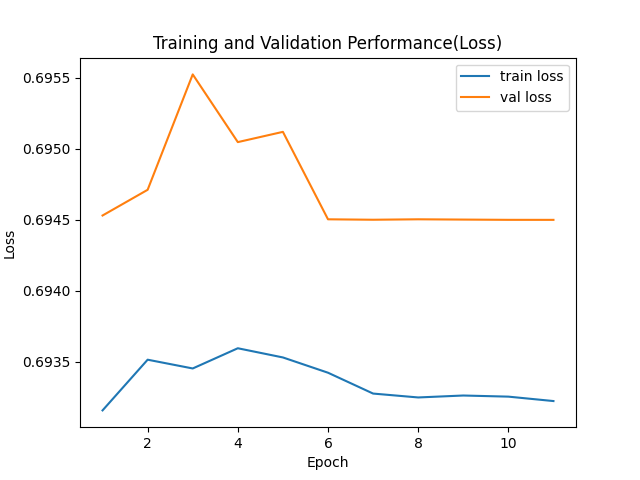 Training and Validation Performance(Loss)
train loss
val loss
0.6955
0.6950
0.6945
0.6940
0.6935
Loss
2 4 6 8 10
Epoch